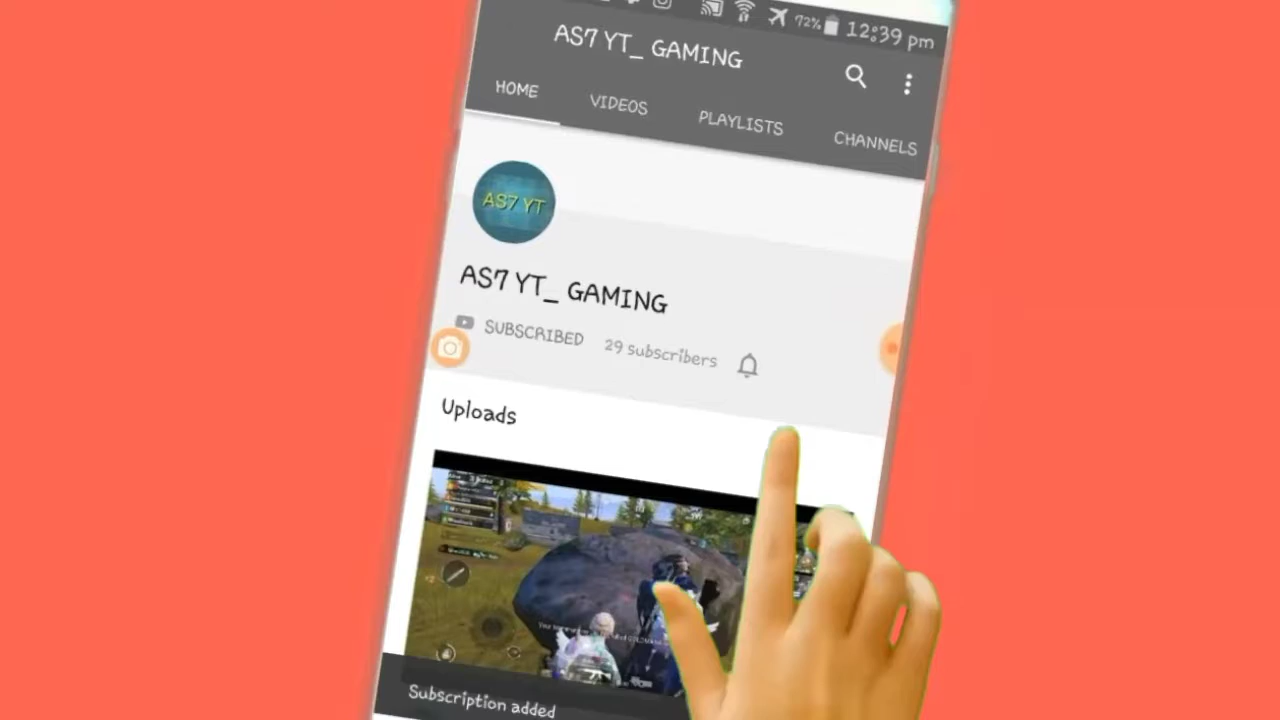 72% 12:39 pm
AS7 YT_ GAMING
HOME VIDEOS PLAYLISTS CHANNELS
AS7 YT
AS7 YT_ GAMING
SUBSCRIBED 29 subscribers
Uploads
Subscription added